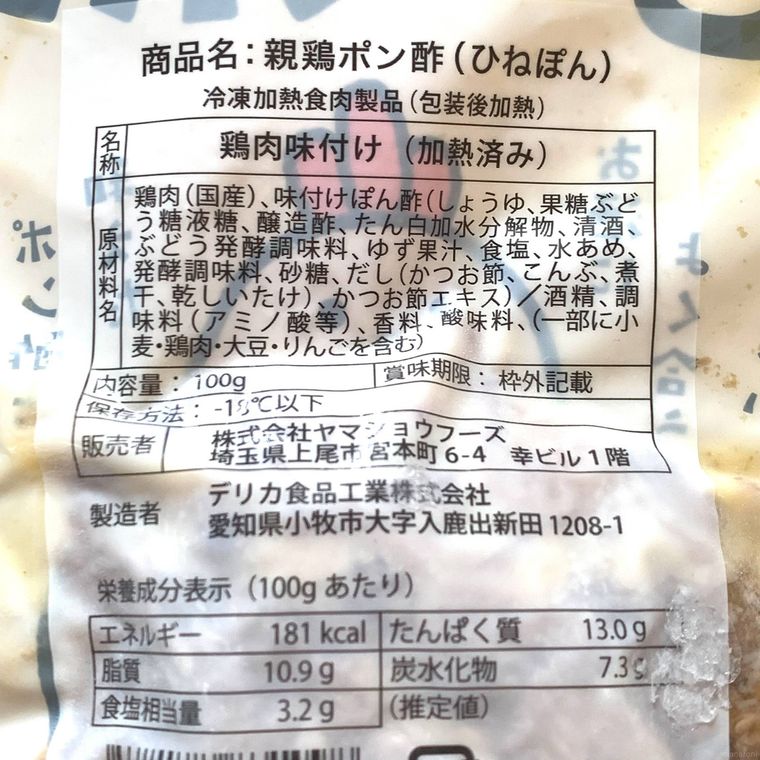 商品名：親鶏ポン酢（ひねぽん）
冷凍加熱食肉製品（包装後加熱）
名称 鶏肉味付け（加熱済み）
原材料名
鶏肉（国産）、味付けぽん酢（しょうゆ、果糖ぶど
う糖液糖、醸造酢、たん白加水分解物、清酒、
ぶどう発酵調味料、ゆず果汁、食塩、水あめ、
発酵調味料、砂糖、だし（かつお節、こんぶ、煮
干、乾しいたけ）、かつお節エキス）／酒精、調
味料（アミノ酸等）、香料、酸味料、（一部に小
麦・鶏肉・大豆・りんごを含む）
内容量：100g 賞味期限：枠外記載
保存方法：-18℃以下
販売者 株式会社ヤマショウフーズ
埼玉県上尾市宮本町6-4 幸ビル1階
製造者 デリカ食品工業株式会社
愛知県小牧市大字入鹿出新田1208-1
栄養成分表示（100gあたり）
エネルギー 181 kcal たんぱく質 13.0 g
脂質 10.9 g 炭水化物 7.3 g
食塩相当量 3.2 g （推定値）